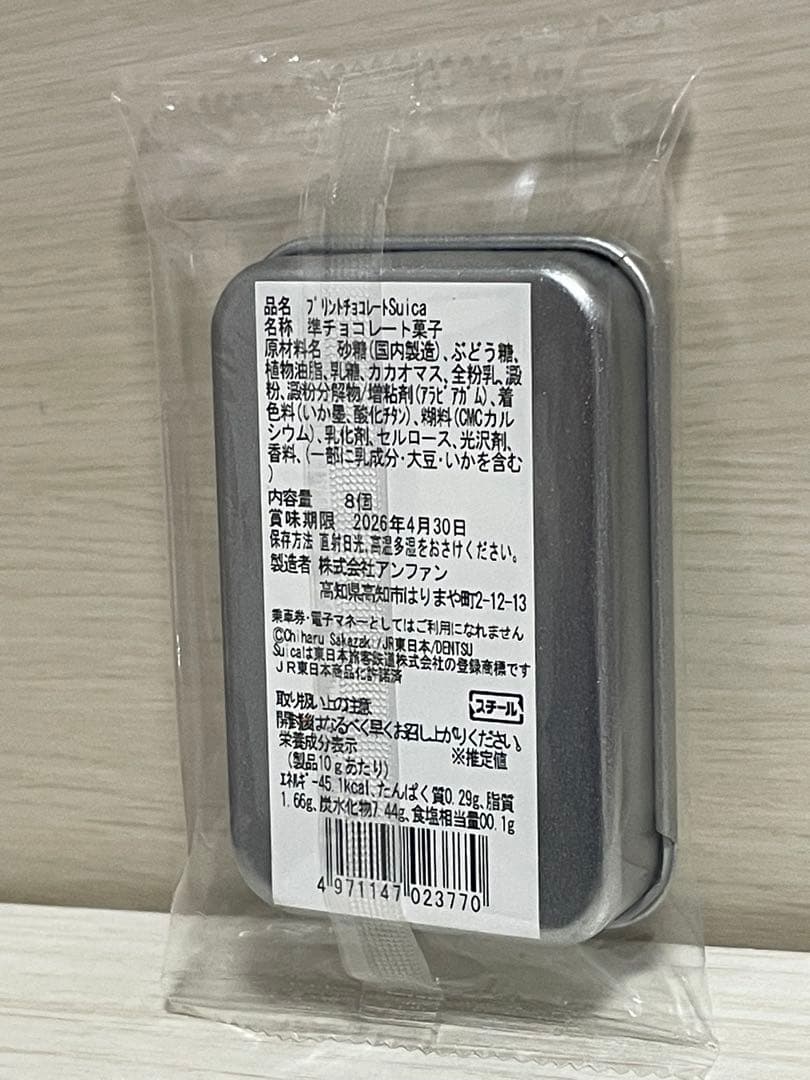 品名 プリントチョコレートSuica
名称 準チョコレート菓子
原材料名 砂糖(国内製造)、ぶどう糖、
植物油脂、乳糖、カカオマス、全粉乳、澱
粉、澱粉分解物/増粘剤(アラビアガム)、着
色料(いか墨、酸化チタン)、糊料(CMCカル
シウム)、乳化剤、セルロース、光沢剤、
香料、(一部に乳成分・大豆・いかを含む
)
内容量 8個
賞味期限 2026年4月30日
保存方法 直射日光、高温多湿をおさけください。
製造者 株式会社アンファン
高知県高知市はりまや町2-12-13
乗車券・電子マネーとしてはご利用になれません
©Chiharu Sakazaki/JR東日本/DENTSU
Suicaは東日本旅客鉄道株式会社の登録商標です
JR東日本商品化許諾済
取り扱い上の注意
スチール
開封後はなるべく早くお召し上がりください。
栄養成分表示 ※推定値
(製品10gあたり)
エネルギー45.1kcal、たんぱく質0.29g、脂質
1.66g、炭水化物7.44g、食塩相当量00.1g
4 971147 023770